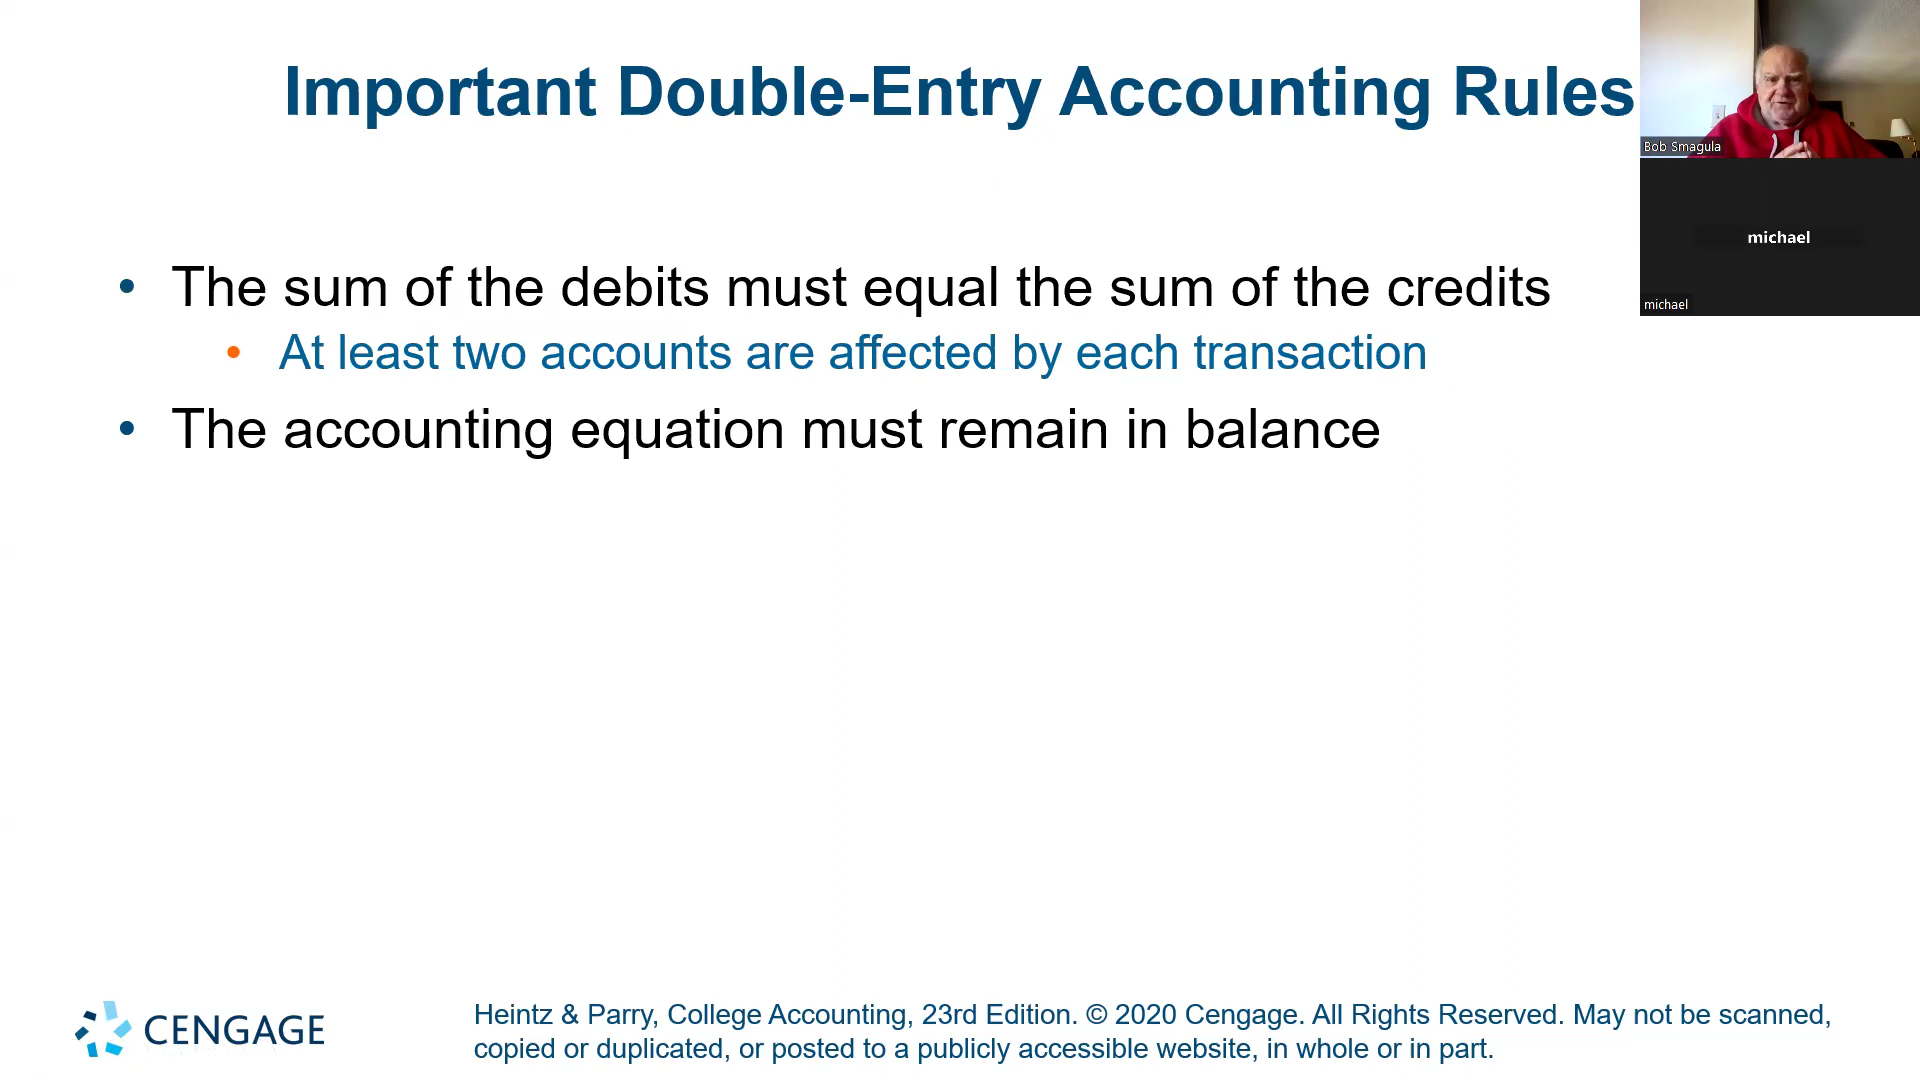 Important Double-Entry Accounting Rules
Bob Smagula
michael
michael
• The sum of the debits must equal the sum of the credits
• At least two accounts are affected by each transaction
• The accounting equation must remain in balance
CENGAGE
Heintz & Parry, College Accounting, 23rd Edition. © 2020 Cengage. All Rights Reserved. May not be scanned,
copied or duplicated, or posted to a publicly accessible website, in whole or in part.